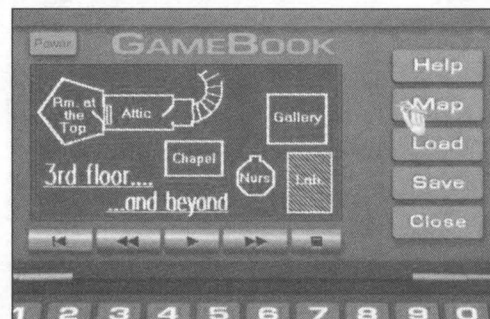 Power
GAMEBOOK
Help
Map
Load
Save
Close
Rm. at
the
Top
Attic
Gallery
Chapel
Nurs
Lab.
3rd floor....
....and beyond
1 2 3 4 5 6 7 8 9 0